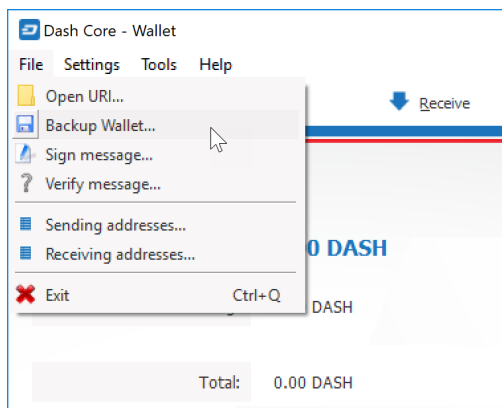 Dash Core - Wallet
File Settings Tools Help
Open URI...
Backup Wallet...
Receive
Sign message...
Verify message...
Sending addresses...
Receiving addresses...
0 DASH
Exit Ctrl+Q
DASH
Total: 0.00 DASH